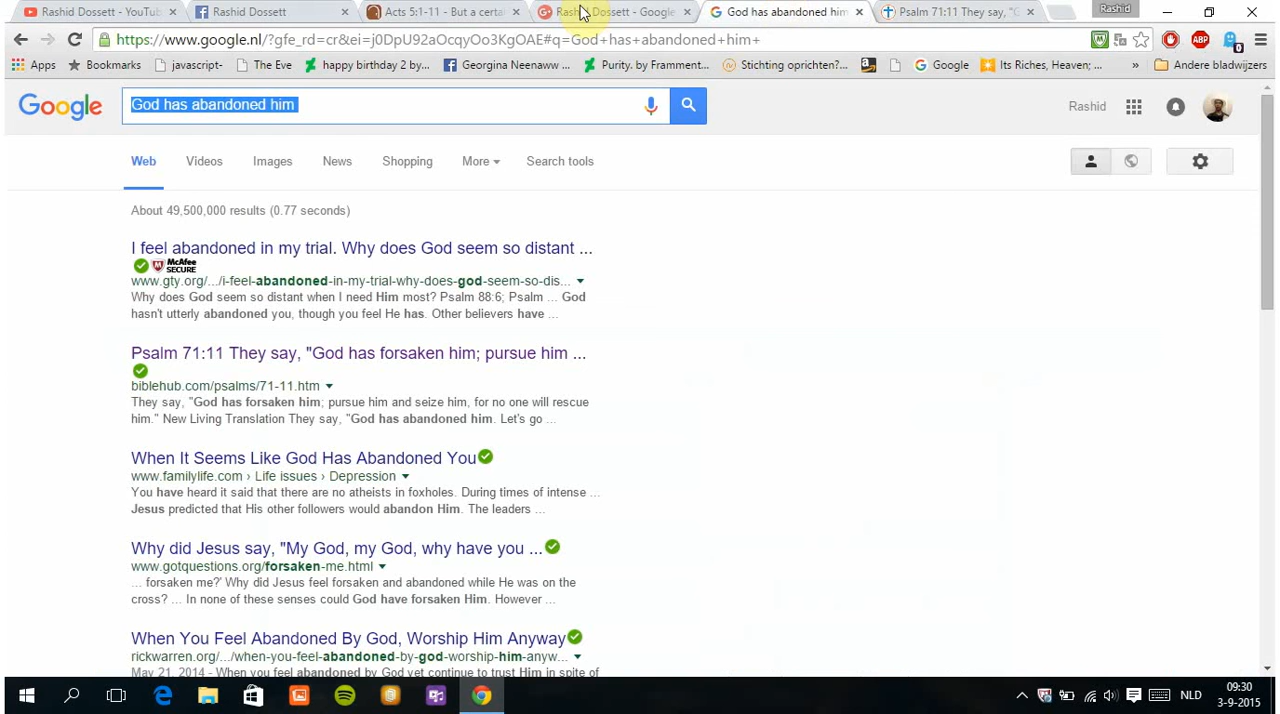 Rashid Dossett - YouTub
Rashid Dossett
Acts 5:1-11 - But a certa
Rashid Dossett - Google
God has abandoned him
Psalm 71:11 They say, "G
Rashid
https://www.google.nl/?gfe_rd=cr&ei=j0DpU92aOcqyOo3KgOAE#q=God+has+abandoned+him+
Apps
Bookmarks
javascript-
The Eve
happy birthday 2 by...
Georgina Neenaww ...
Purity. by Framment...
Stichting oprichten?...
Google
Its Riches, Heaven; ...
»
Andere bladwijzers
Google
God has abandoned him
Rashid
Web
Videos
Images
News
Shopping
More
Search tools
About 49,500,000 results (0.77 seconds)
I feel abandoned in my trial. Why does God seem so distant ...
McAfee SECURE
www.gty.org/.../i-feel-abandoned-in-my-trial-why-does-god-seem-so-dis...
Why does God seem so distant when I need Him most? Psalm 88:6; Psalm ... God
hasn't utterly abandoned you, though you feel He has. Other believers have ...
Psalm 71:11 They say, "God has forsaken him; pursue him ...
biblehub.com/psalms/71-11.htm
They say, "God has forsaken him; pursue him and seize him, for no one will rescue
him." New Living Translation They say, "God has abandoned him. Let's go ...
When It Seems Like God Has Abandoned You
www.familylife.com › Life issues › Depression
You have heard it said that there are no atheists in foxholes. During times of intense ...
Jesus predicted that His other followers would abandon Him. The leaders ...
Why did Jesus say, "My God, my God, why have you ...
www.gotquestions.org/forsaken-me.html
... forsaken me?' Why did Jesus feel forsaken and abandoned while He was on the
cross? ... In none of these senses could God have forsaken Him. However ...
When You Feel Abandoned By God, Worship Him Anyway
rickwarren.org/.../when-you-feel-abandoned-by-god-worship-him-anyw...
May 21, 2014 - When you feel abandoned by God yet continue to trust Him in spite of
NLD
09:30
3-9-2015